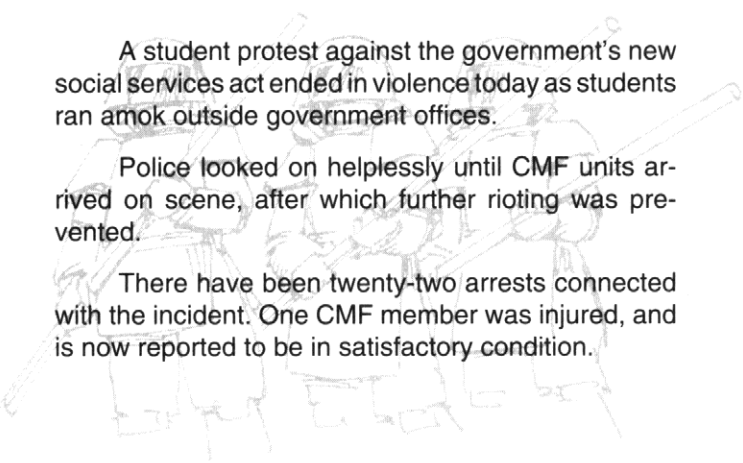 A student protest against the government's new
social services act ended in violence today as students
ran amok outside government offices.
Police looked on helplessly until CMF units ar-
rived on scene, after which further rioting was pre-
vented.
There have been twenty-two arrests connected
with the incident. One CMF member was injured, and
is now reported to be in satisfactory condition.